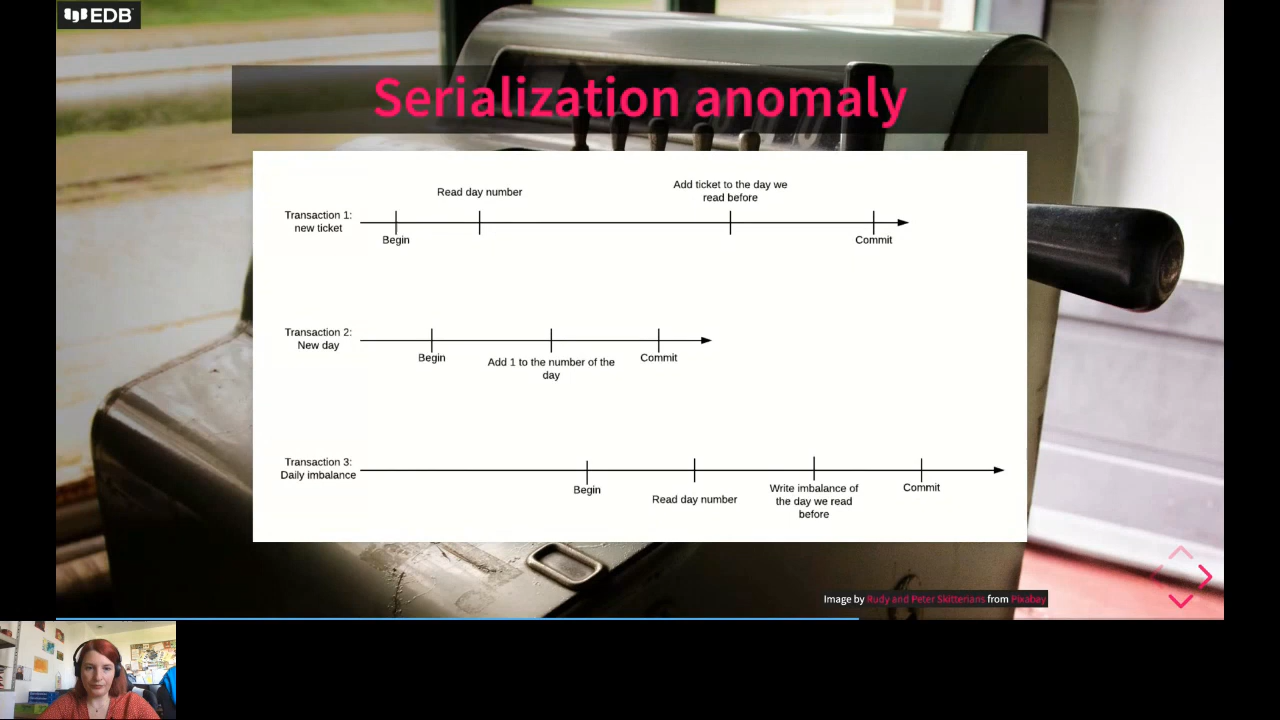 EDB
Serialization anomaly
Read day number
Add ticket to the day we
read before
Transaction 1:
new ticket
Begin
Commit
Transaction 2:
New day
Begin
Add 1 to the number of the
day
Commit
Transaction 3:
Daily imbalance
Begin
Read day number
Write imbalance of
the day we read
before
Commit
Image by Rudy and Peter Skitterians from Pixabay